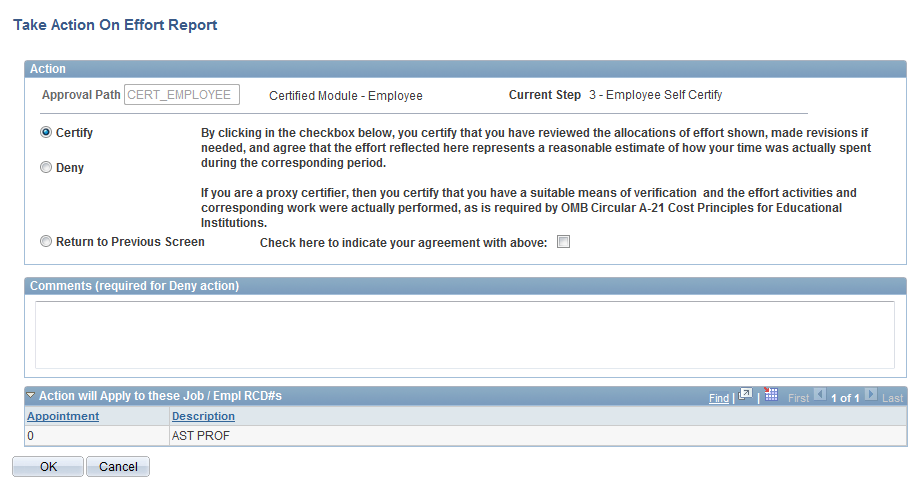 Take Action On Effort Report
Action
Approval Path CERT_EMPLOYEE Certified Module - Employee Current Step 3 - Employee Self Certify
Certify
By clicking in the checkbox below, you certify that you have reviewed the allocations of effort shown, made revisions if
needed, and agree that the effort reflected here represents a reasonable estimate of how your time was actually spent
during the corresponding period.
Deny
If you are a proxy certifier, then you certify that you have a suitable means of verification and the effort activities and
corresponding work were actually performed, as is required by OMB Circular A-21 Cost Principles for Educational
Institutions.
Return to Previous Screen Check here to indicate your agreement with above:
Comments (required for Deny action)
Action will Apply to these Job / Empl RCD#s Find | | First 1 of 1 Last
Appointment Description
0 AST PROF
OK Cancel